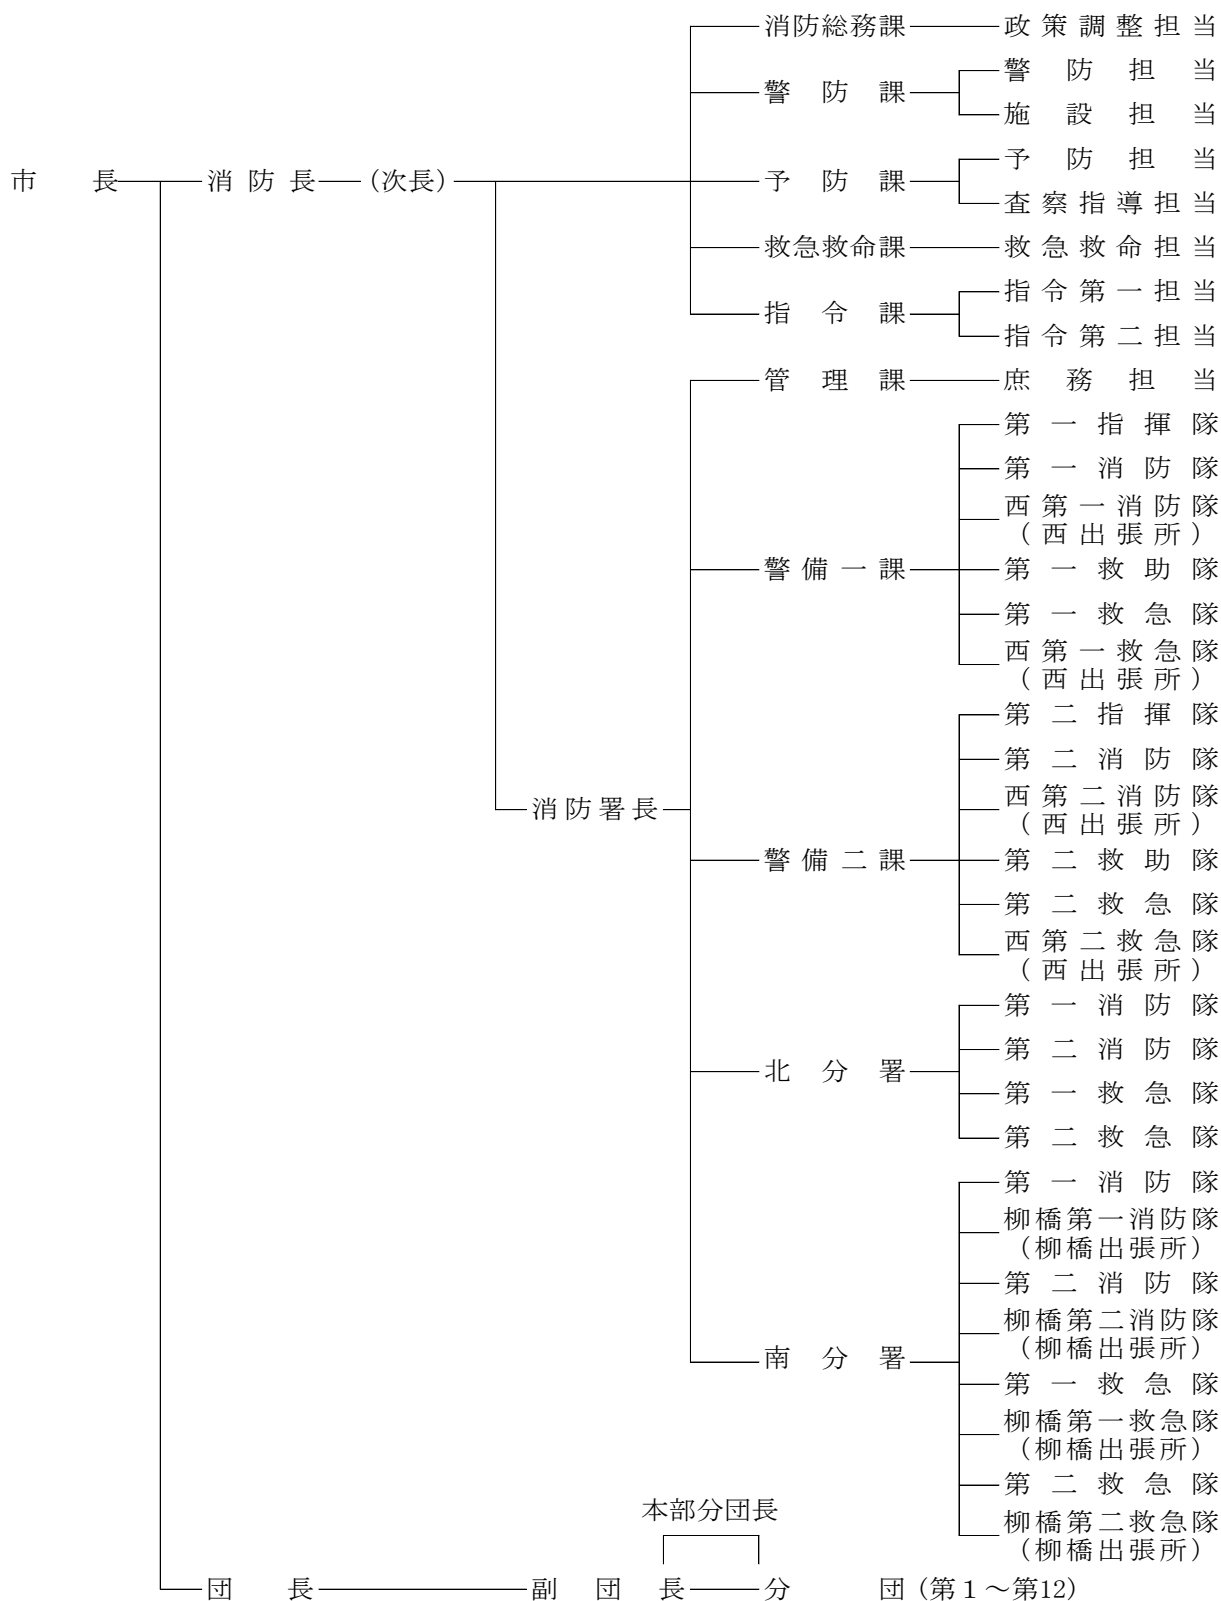 消防総務課 政策調整担当
警防担当
警防課
施設担当
予防担当
市長 消防長 (次長) 予防課
査察指導担当
救急救命課 救急救命担当
指令第一担当
指令課
指令第二担当
管理課 庶務担当
第一指揮隊
第一消防隊
西第一消防隊
(西出張所)
警備一課 第一救助隊
第一救急隊
西第一救急隊
(西出張所)
第二指揮隊
第二消防隊
西第二消防隊
消防署長
(西出張所)
警備二課 第二救助隊
第二救急隊
西第二救急隊
(西出張所)
第一消防隊
第二消防隊
北分署
第一救急隊
第二救急隊
第一消防隊
柳橋第一消防隊
(柳橋出張所)
第二消防隊
柳橋第二消防隊
(柳橋出張所)
南分署
第一救急隊
柳橋第一救急隊
(柳橋出張所)
第二救急隊
本部分団長
柳橋第二救急隊
(柳橋出張所)
団長 副団長 分団(第1〜第12)